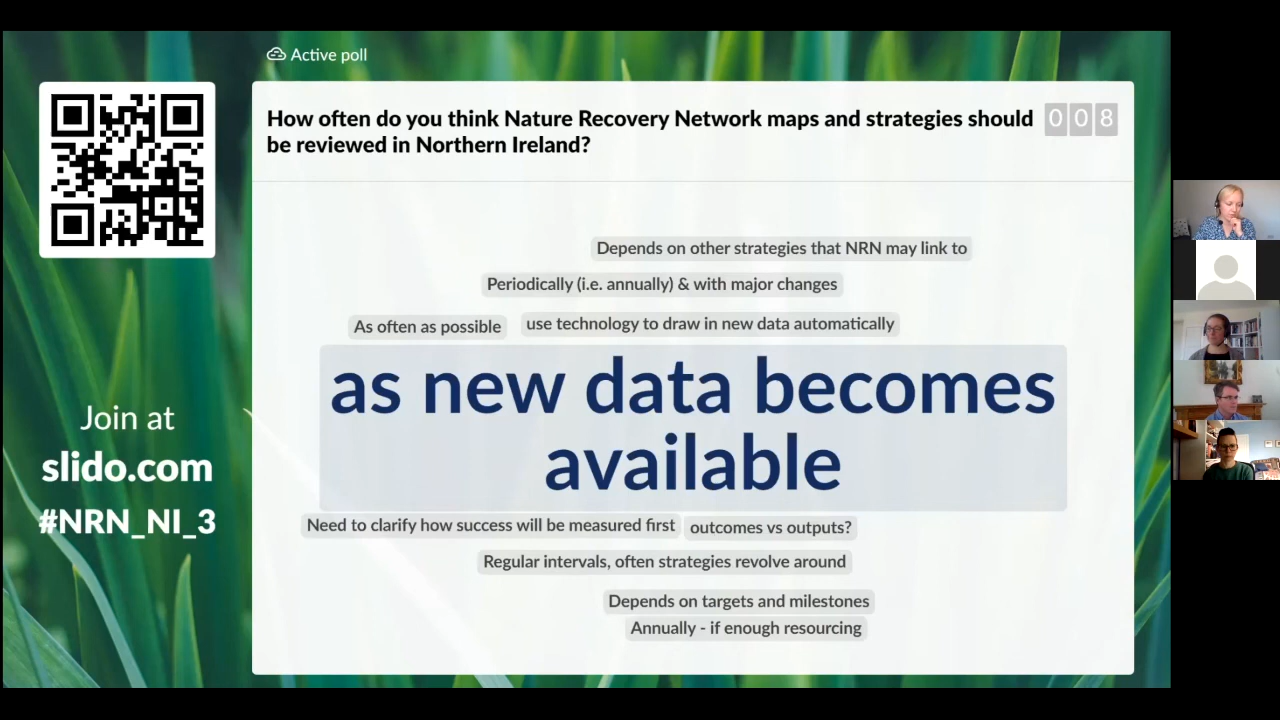 Active poll
How often do you think Nature Recovery Network maps and strategies should
be reviewed in Northern Ireland?
008
Depends on other strategies that NRN may link to
Periodically (i.e. annually) & with major changes
As often as possible
use technology to draw in new data automatically
as new data becomes
available
Need to clarify how success will be measured first
outcomes vs outputs?
Regular intervals, often strategies revolve around
Depends on targets and milestones
Annually - if enough resourcing
Join at
slido.com
#NRN_NI_3